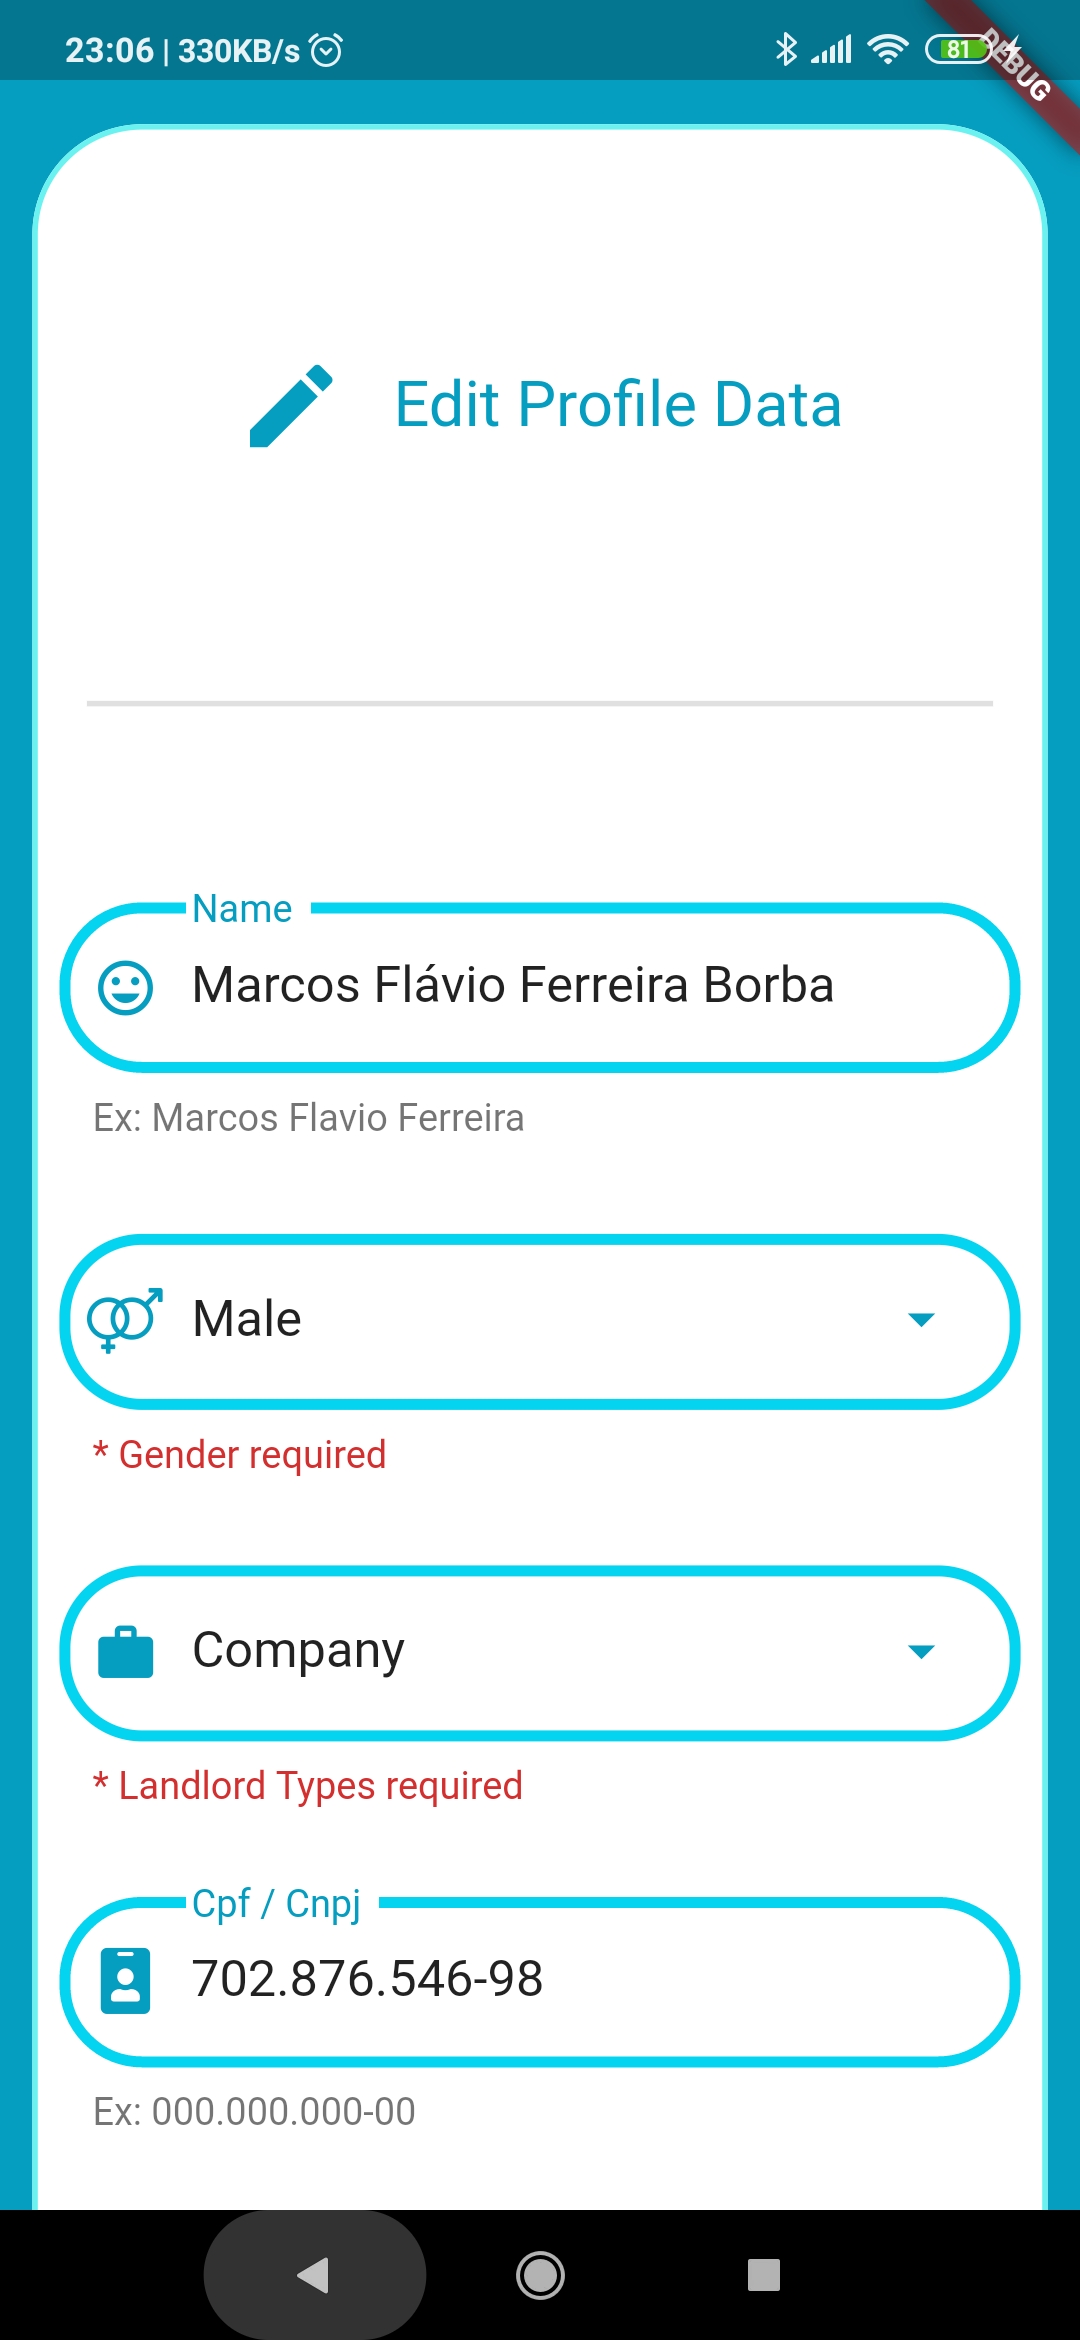 23:06 | 330KB/s
81
DEBUG
Edit Profile Data
Name
Marcos Flávio Ferreira Borba
Ex: Marcos Flavio Ferreira
Male
* Gender required
Company
* Landlord Types required
Cpf / Cnpj
702.876.546-98
Ex: 000.000.000-00